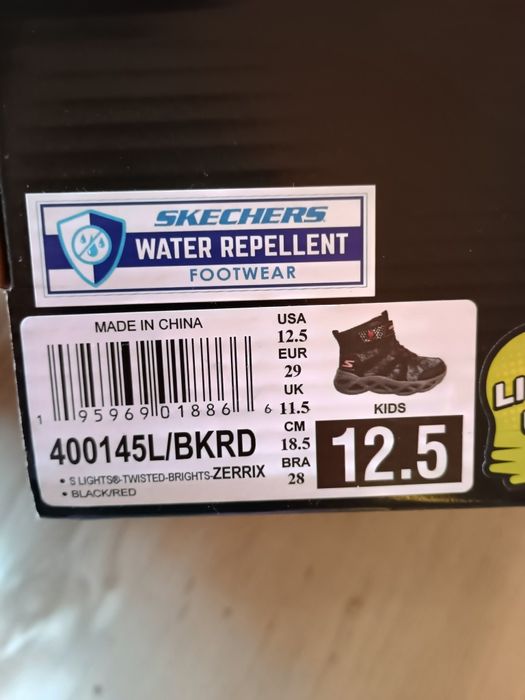 SKECHERS
WATER REPELLENT
FOOTWEAR
MADE IN CHINA
1 95969 01886 6
400145L/BKRD
• S LIGHTS®-TWISTED-BRIGHTS-ZERRIX
• BLACK/RED
USA
12.5
EUR
29
UK
11.5
CM
18.5
BRA
28
KIDS
12.5